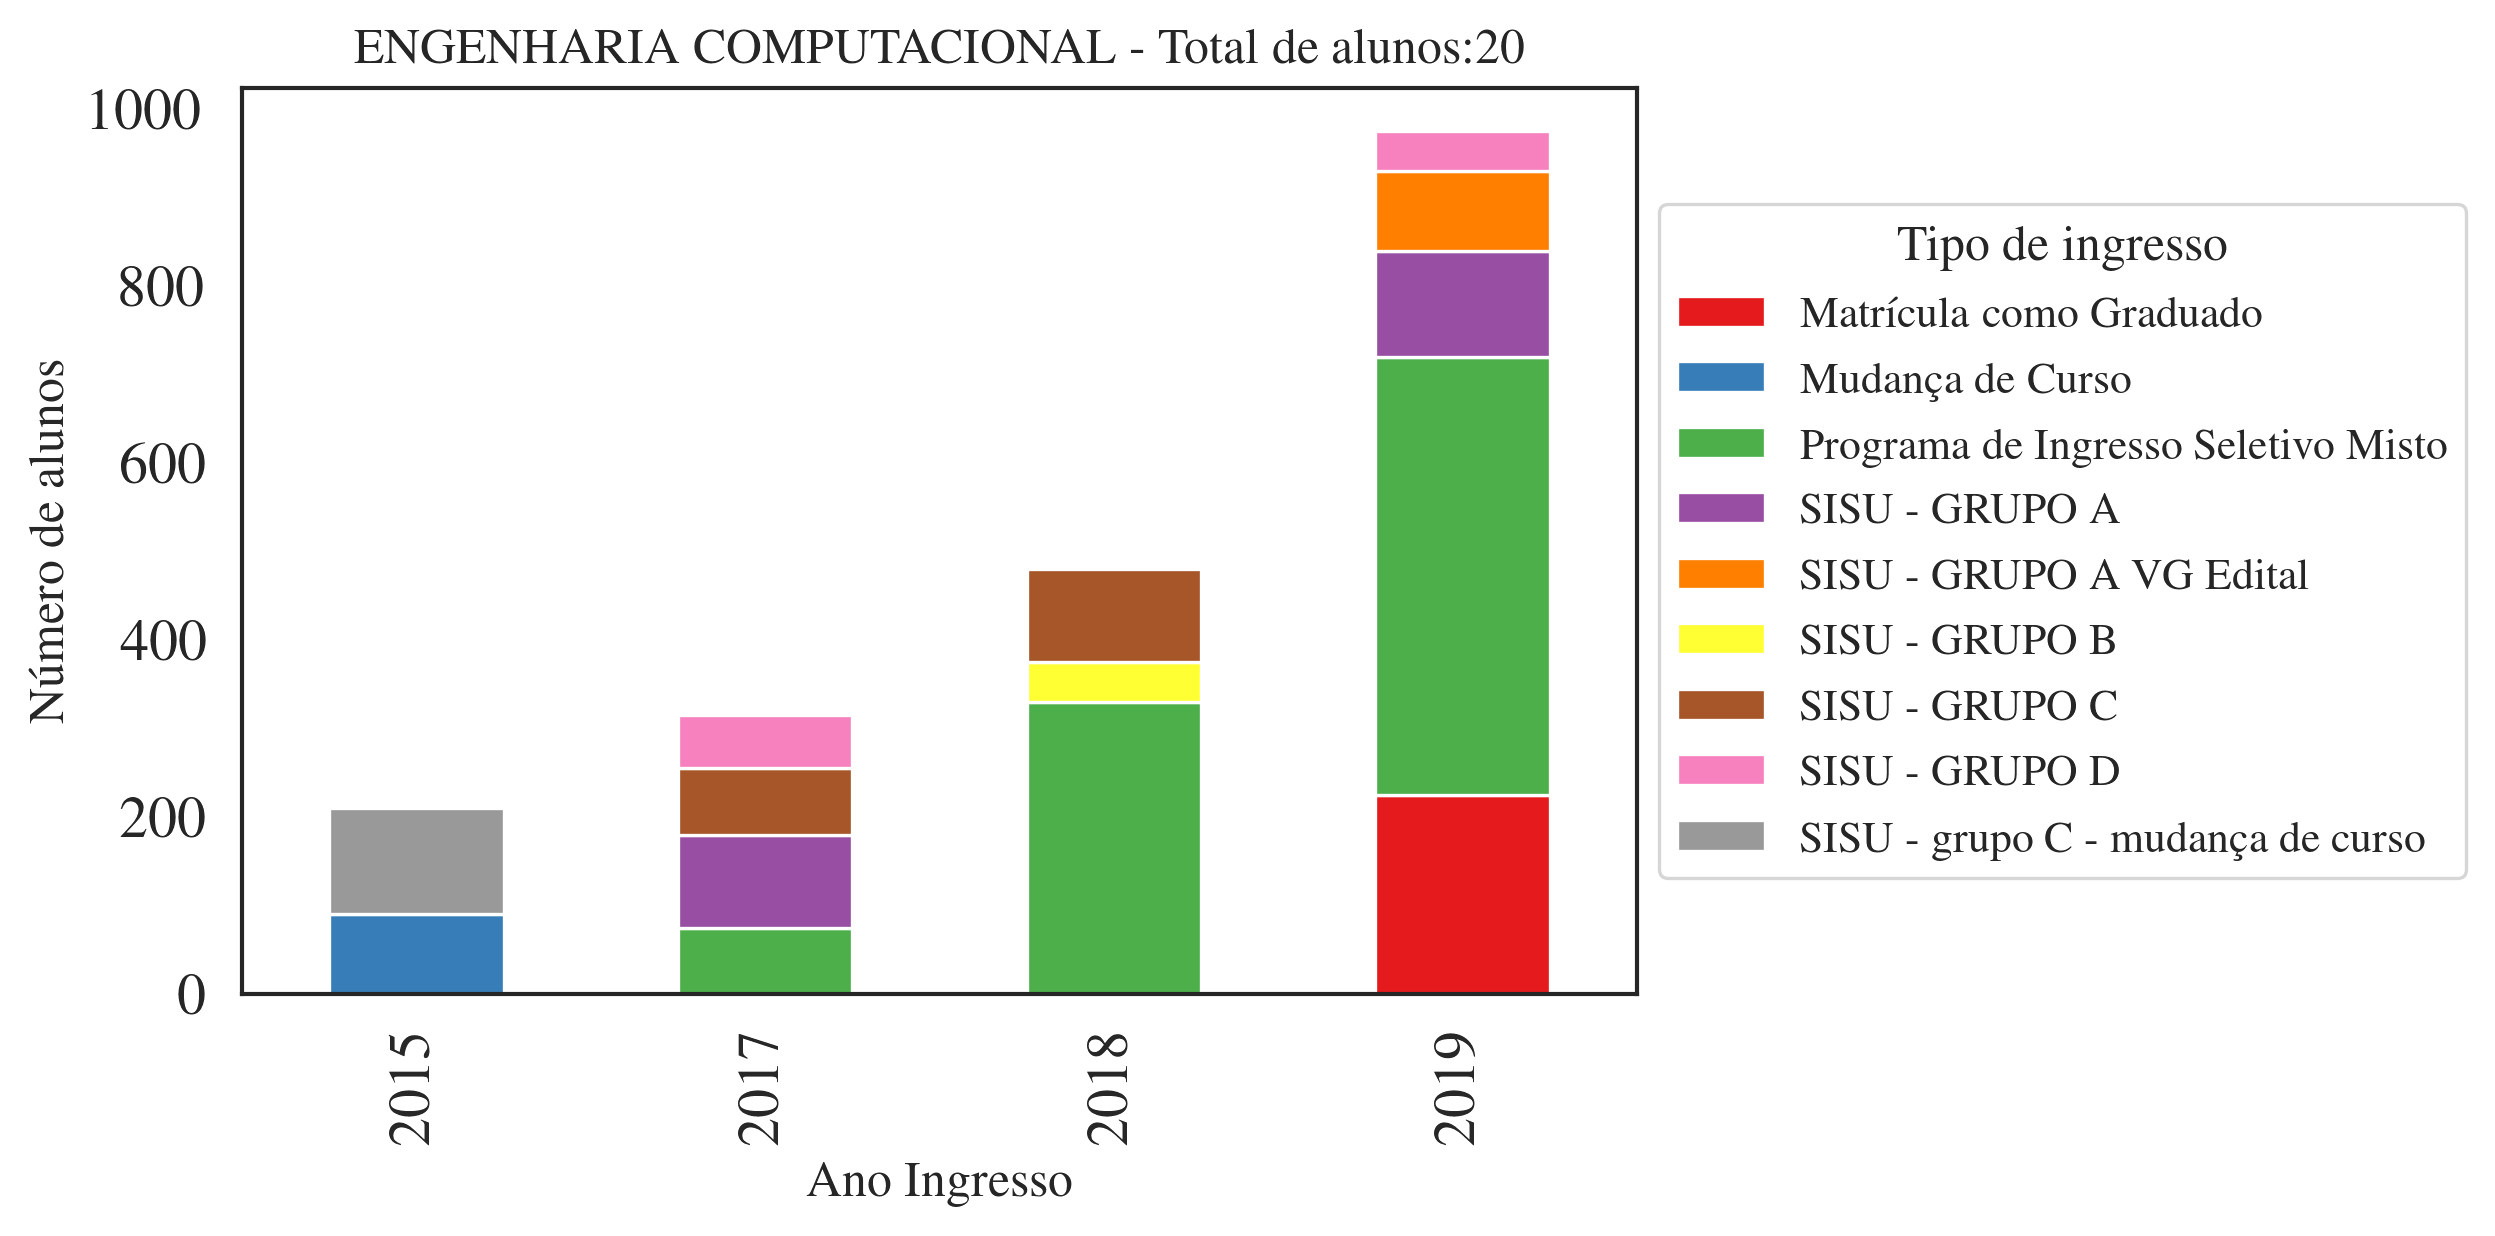 ENGENHARIA COMPUTACIONAL - Total de alunos:20
1000
800
600
400
200
0
Número de alunos
2015
2017
2018
2019
Ano Ingresso
Tipo de ingresso
Matrícula como Graduado
Mudança de Curso
Programa de Ingresso Seletivo Misto
SISU - GRUPO A
SISU - GRUPO A VG Edital
SISU - GRUPO B
SISU - GRUPO C
SISU - GRUPO D
SISU - grupo C - mudança de curso